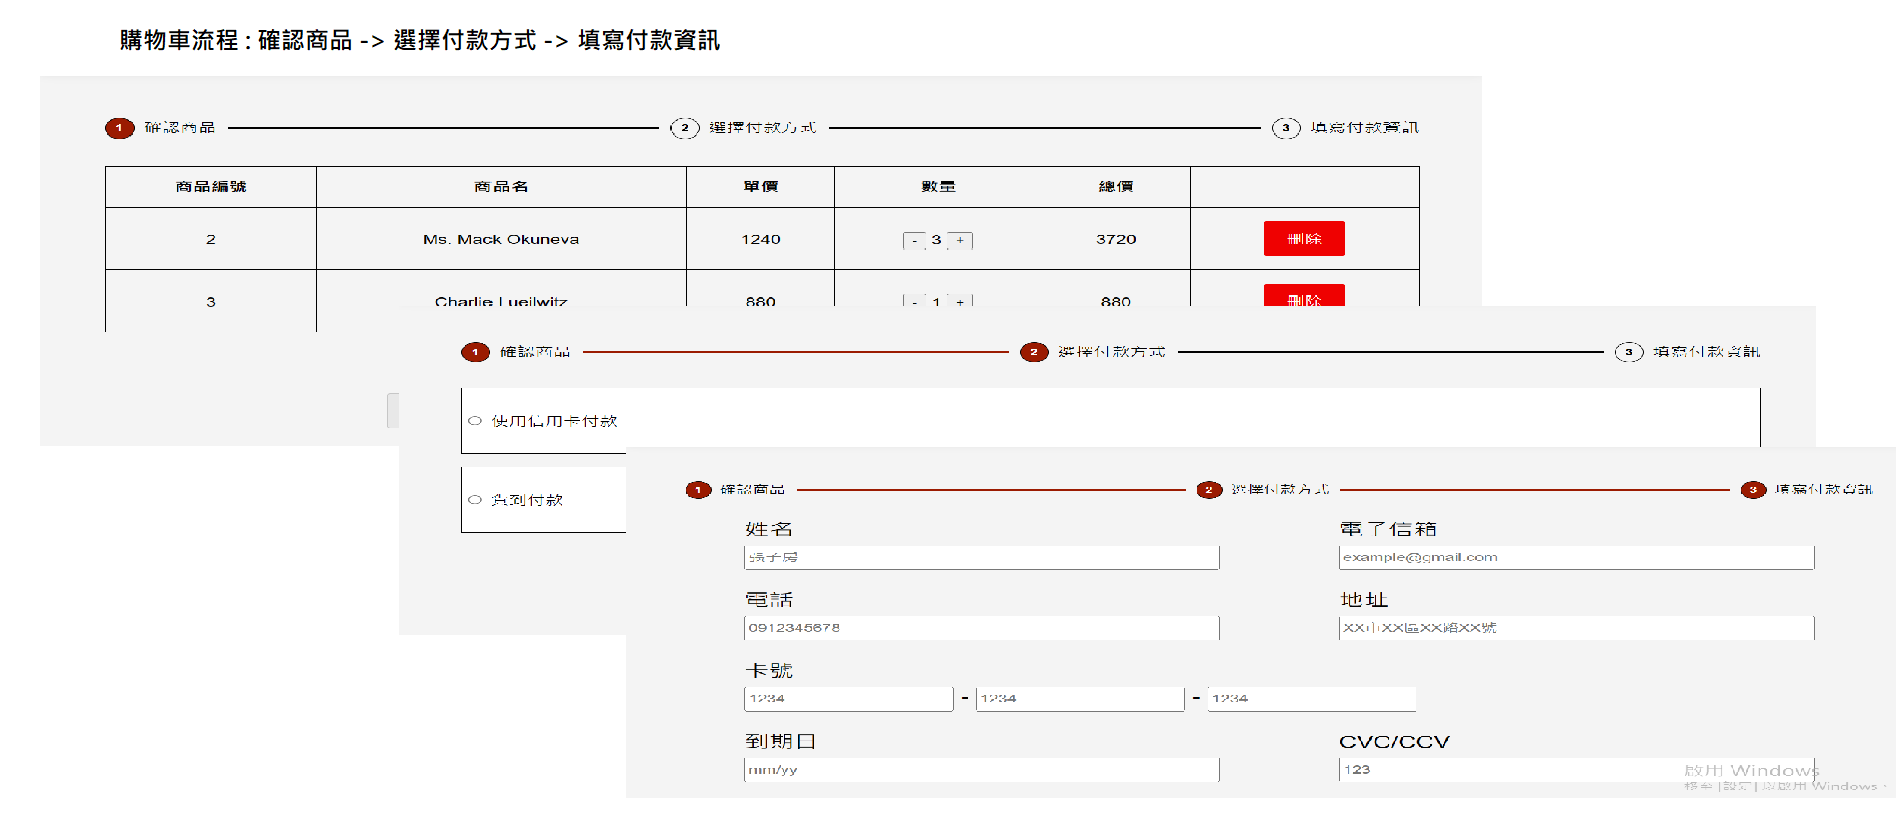 購物車流程 : 確認商品 -> 選擇付款方式 -> 填寫付款資訊
1 確認商品 2 選擇付款方式 3 填寫付款資訊
商品編號 商品名 單價 數量 總價
2 Ms. Mack Okuneva 1240 - 3 + 3720 刪除
3 Charlie Lueilwitz 880 - 1 + 880 刪除
1 確認商品 2 選擇付款方式 3 填寫付款資訊
使用信用卡付款
貨到付款
1 確認商品 2 選擇付款方式 3 填寫付款資訊
姓名 電子信箱
張子房 example@gmail.com
電話 地址
0912345678 XX市XX區XX路XX號
卡號
1234 - 1234 - 1234
到期日 CVC/CCV
mm/yy 123
啟用 Windows
移至 [設定] 以啟用 Windows。